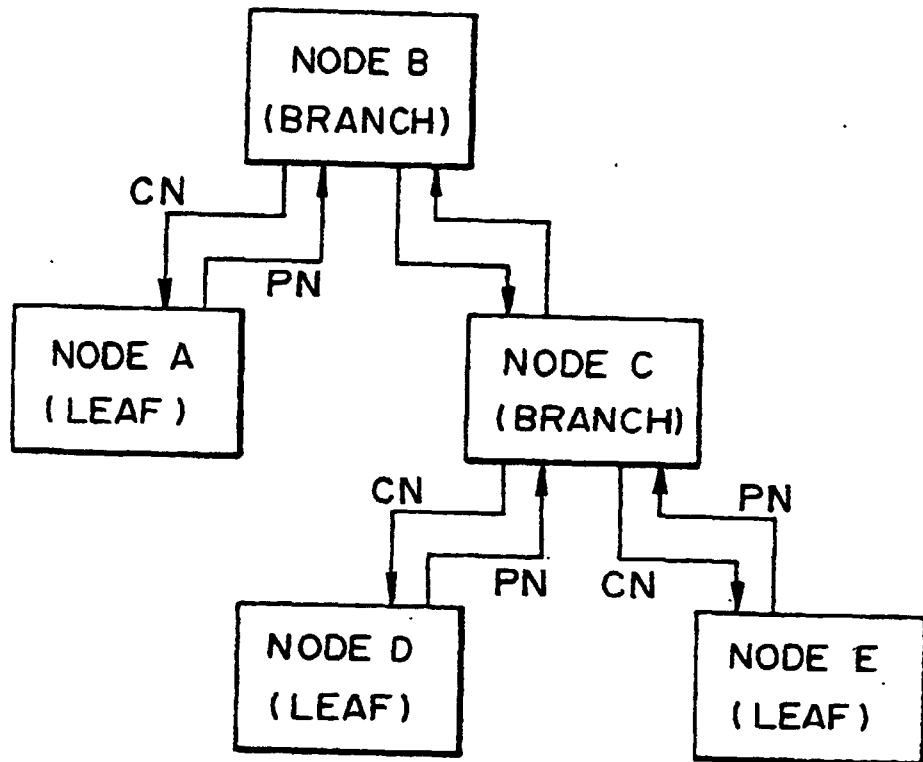 NODE B
(BRANCH)
CN
PN
NODE A
(LEAF)
NODE C
(BRANCH)
CN
PN
PN
CN
NODE D
(LEAF)
NODE E
(LEAF)